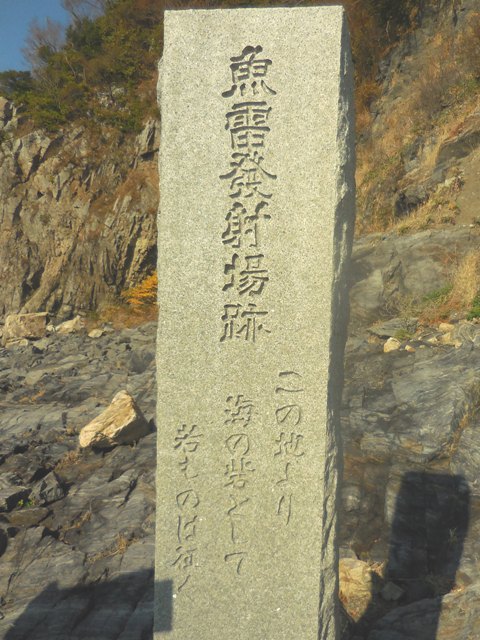 魚雷發射場跡
この地より
海の砦として
若ものは征く